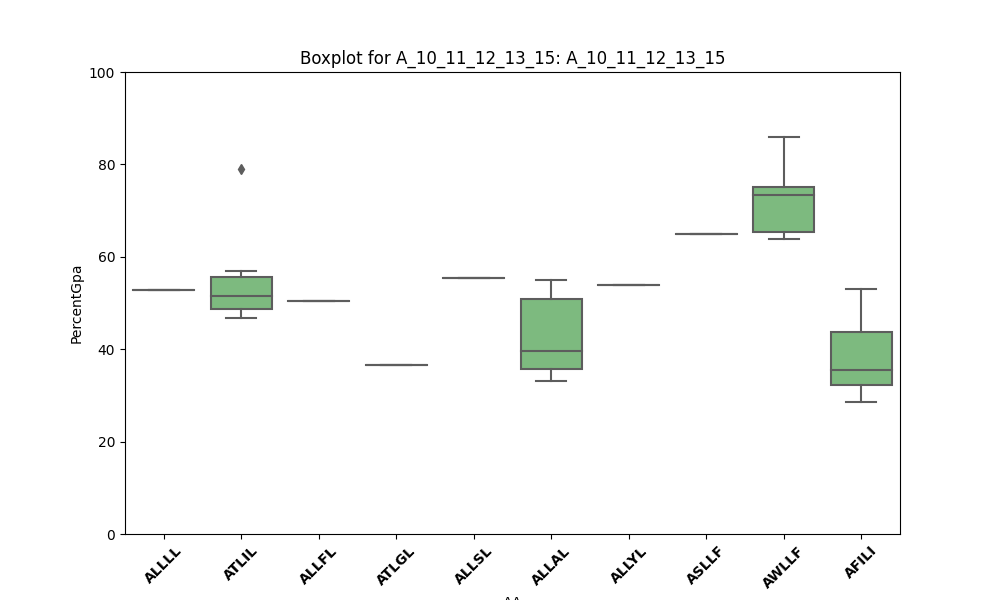 Boxplot for A_10_11_12_13_15: A_10_11_12_13_15
100
80
60
40
20
0
PercentGpa
ALLLL
ATLIL
ALLFL
ATLGL
ALLSL
ALLAL
ALLYL
ASLLF
AWLLF
AFILI